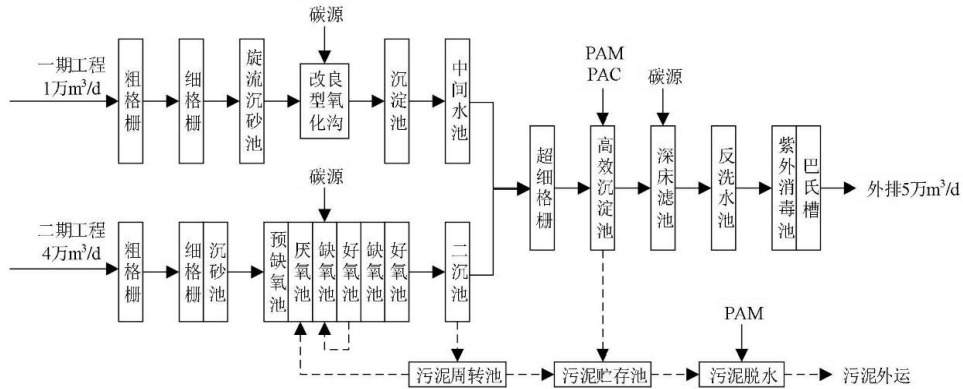 碳源
一期工程
1万m³/d
粗格栅
细格栅
旋流沉砂池
改良
型氧
化沟
沉淀池
中间水池
PAM
PAC
碳源
超细格栅
高效沉淀池
深床滤池
反洗水池
紫外消毒池
巴氏槽
外排5万m³/d
碳源
二期工程
4万m³/d
粗格栅
细格栅
沉砂池
预缺氧池
厌氧池
缺氧池
好氧池
缺氧池
好氧池
二沉池
PAM
污泥周转池
污泥贮存池
污泥脱水
污泥外运